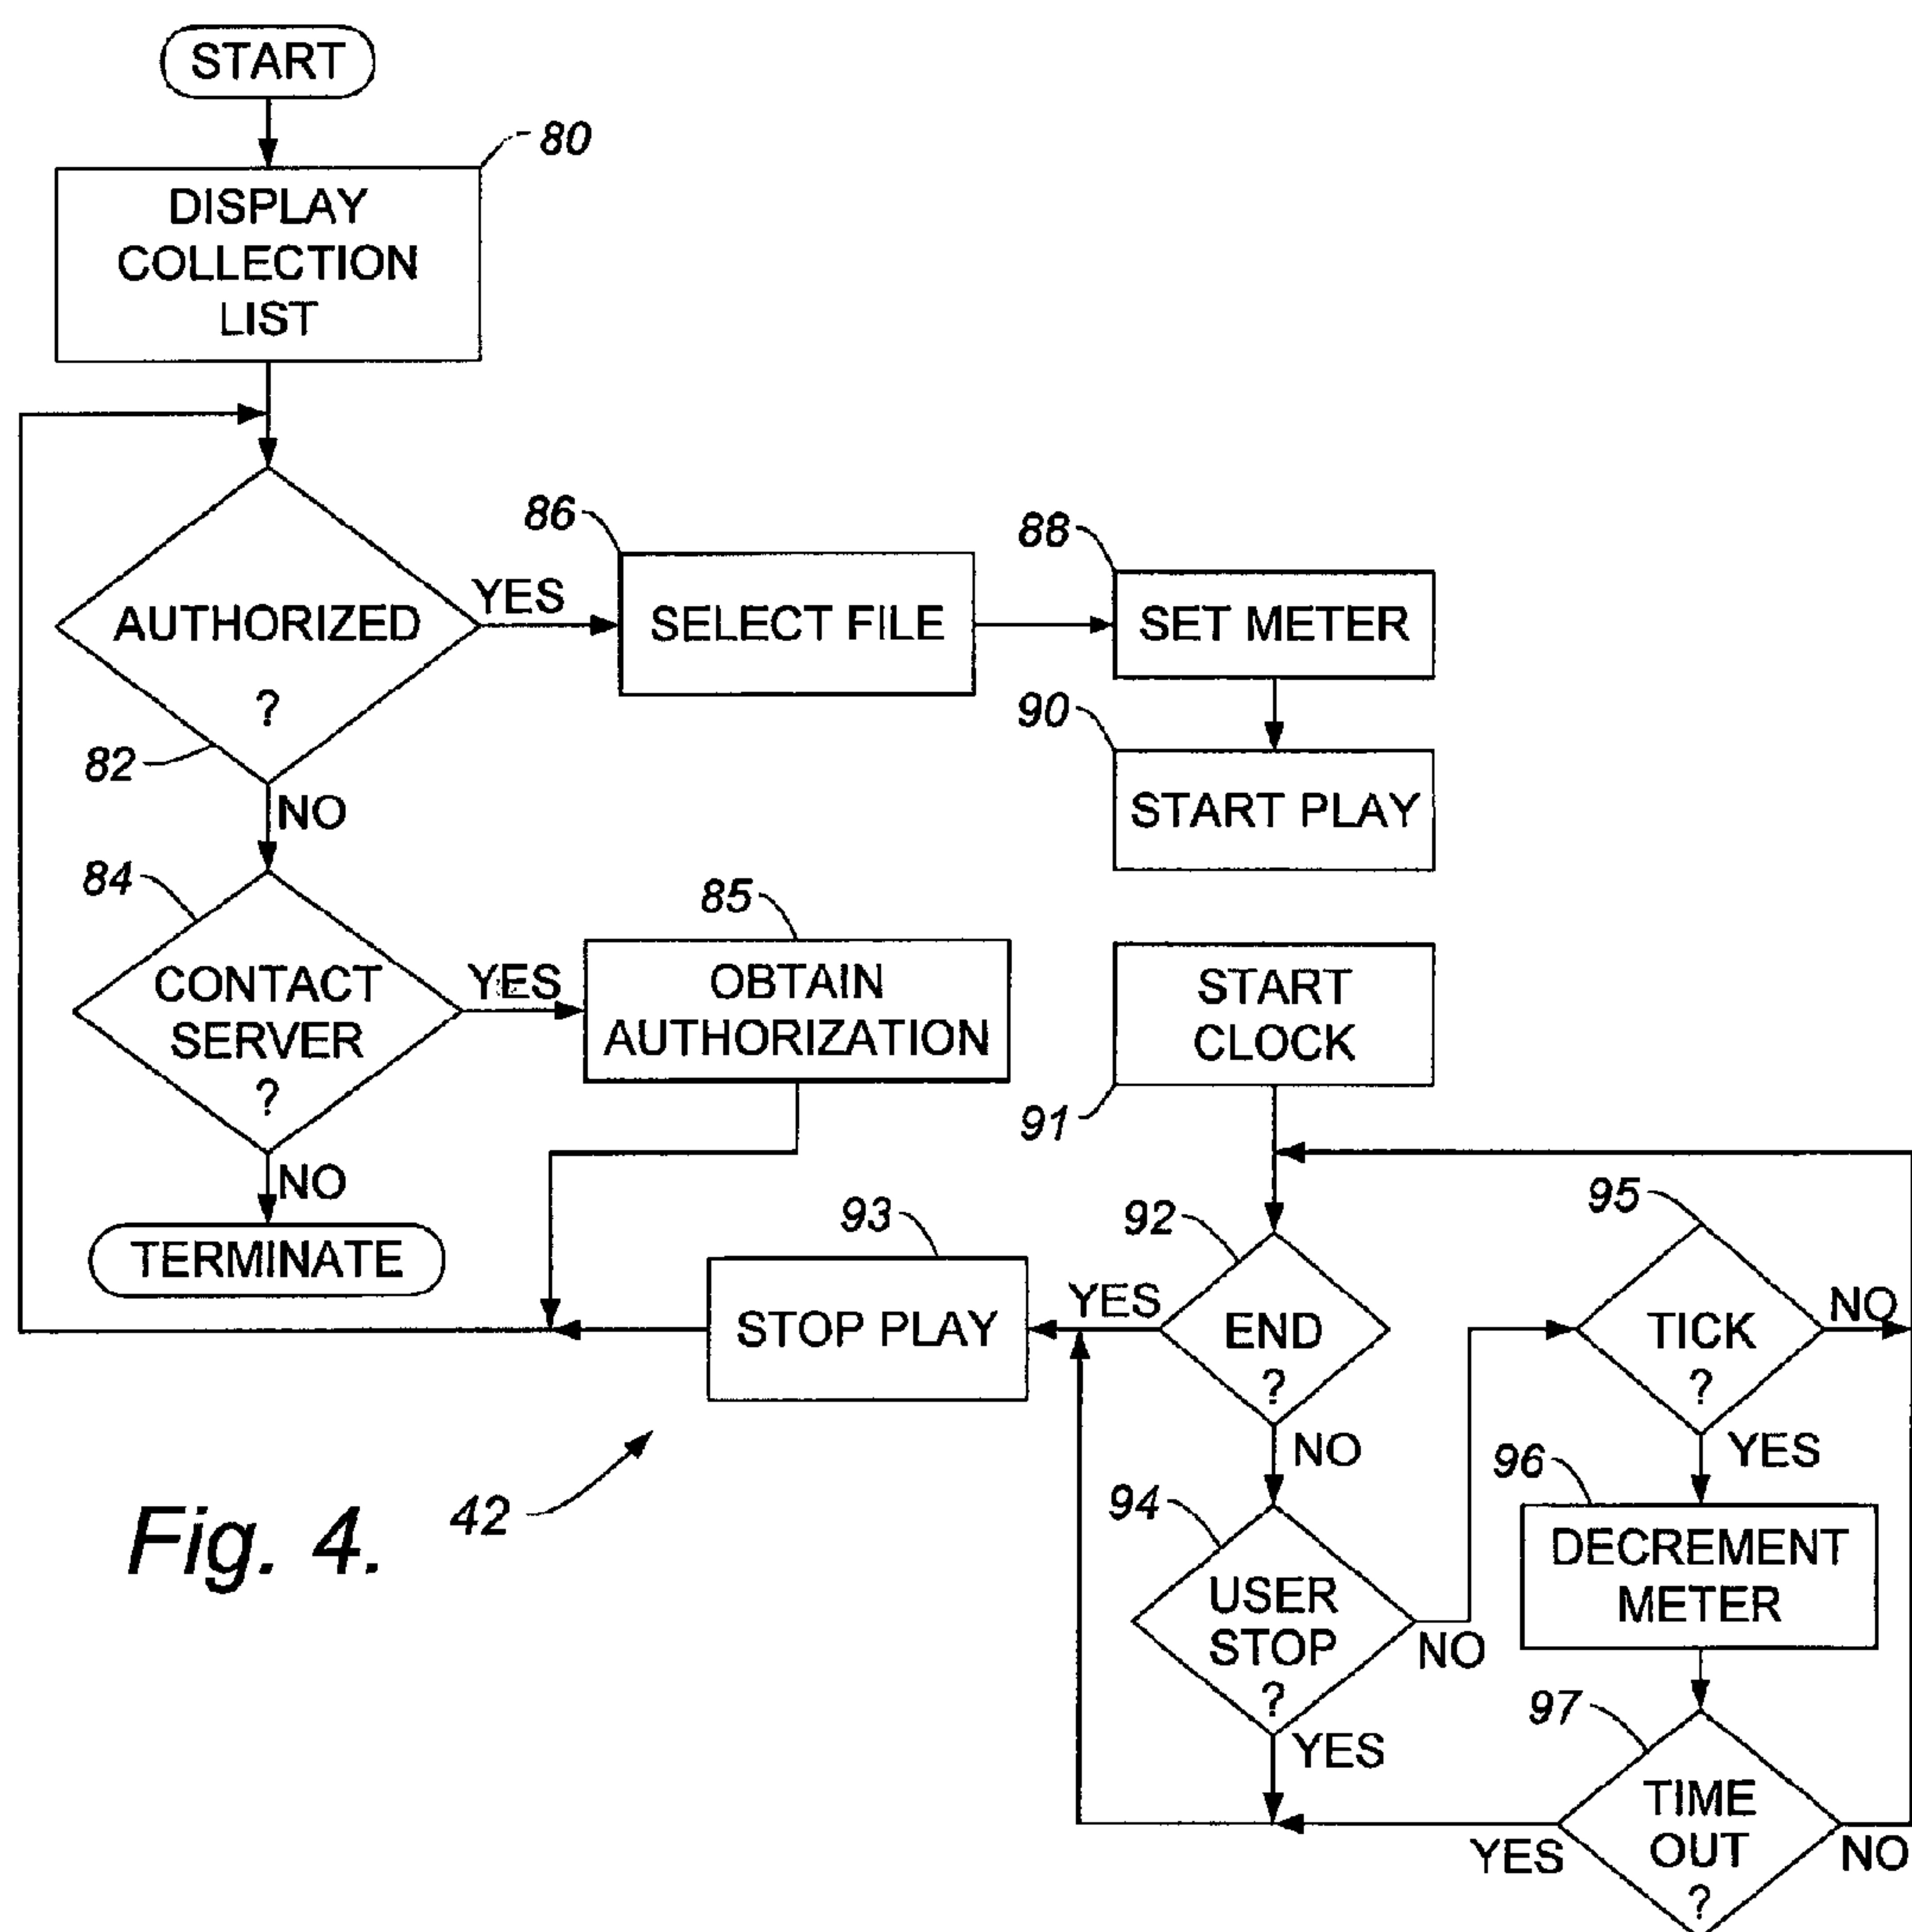 START
80
DISPLAY
COLLECTION
LIST
86
88
AUTHORIZED
?
YES
SELECT FILE
SET METER
82
90
NO
START PLAY
84
85
CONTACT
SERVER
?
YES
OBTAIN
AUTHORIZATION
START
CLOCK
91
NO
TERMINATE
93
92
95
STOP PLAY
YES
END
?
TICK
?
NO
NO
YES
Fig. 4.
42
94
96
USER
STOP
?
NO
DECREMENT
METER
YES
97
TIME
OUT
?
YES
NO